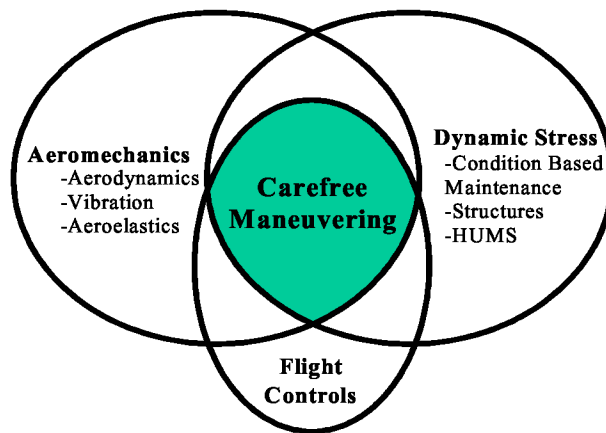 Aeromechanics
-Aerodynamics
-Vibration
-Aeroelastics
Carefree
Maneuvering
Dynamic Stress
-Condition Based
Maintenance
-Structures
-HUMS
Flight
Controls